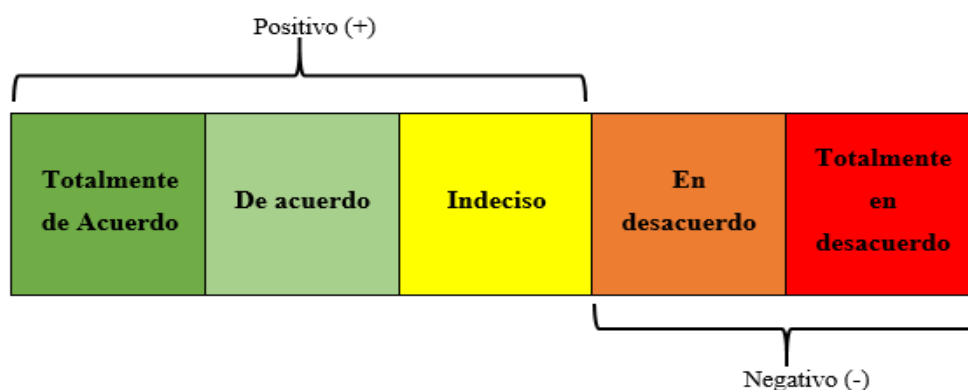 Positivo (+)
Totalmente
de Acuerdo
De acuerdo
Indeciso
En
desacuerdo
Totalmente
en
desacuerdo
Negativo (-)